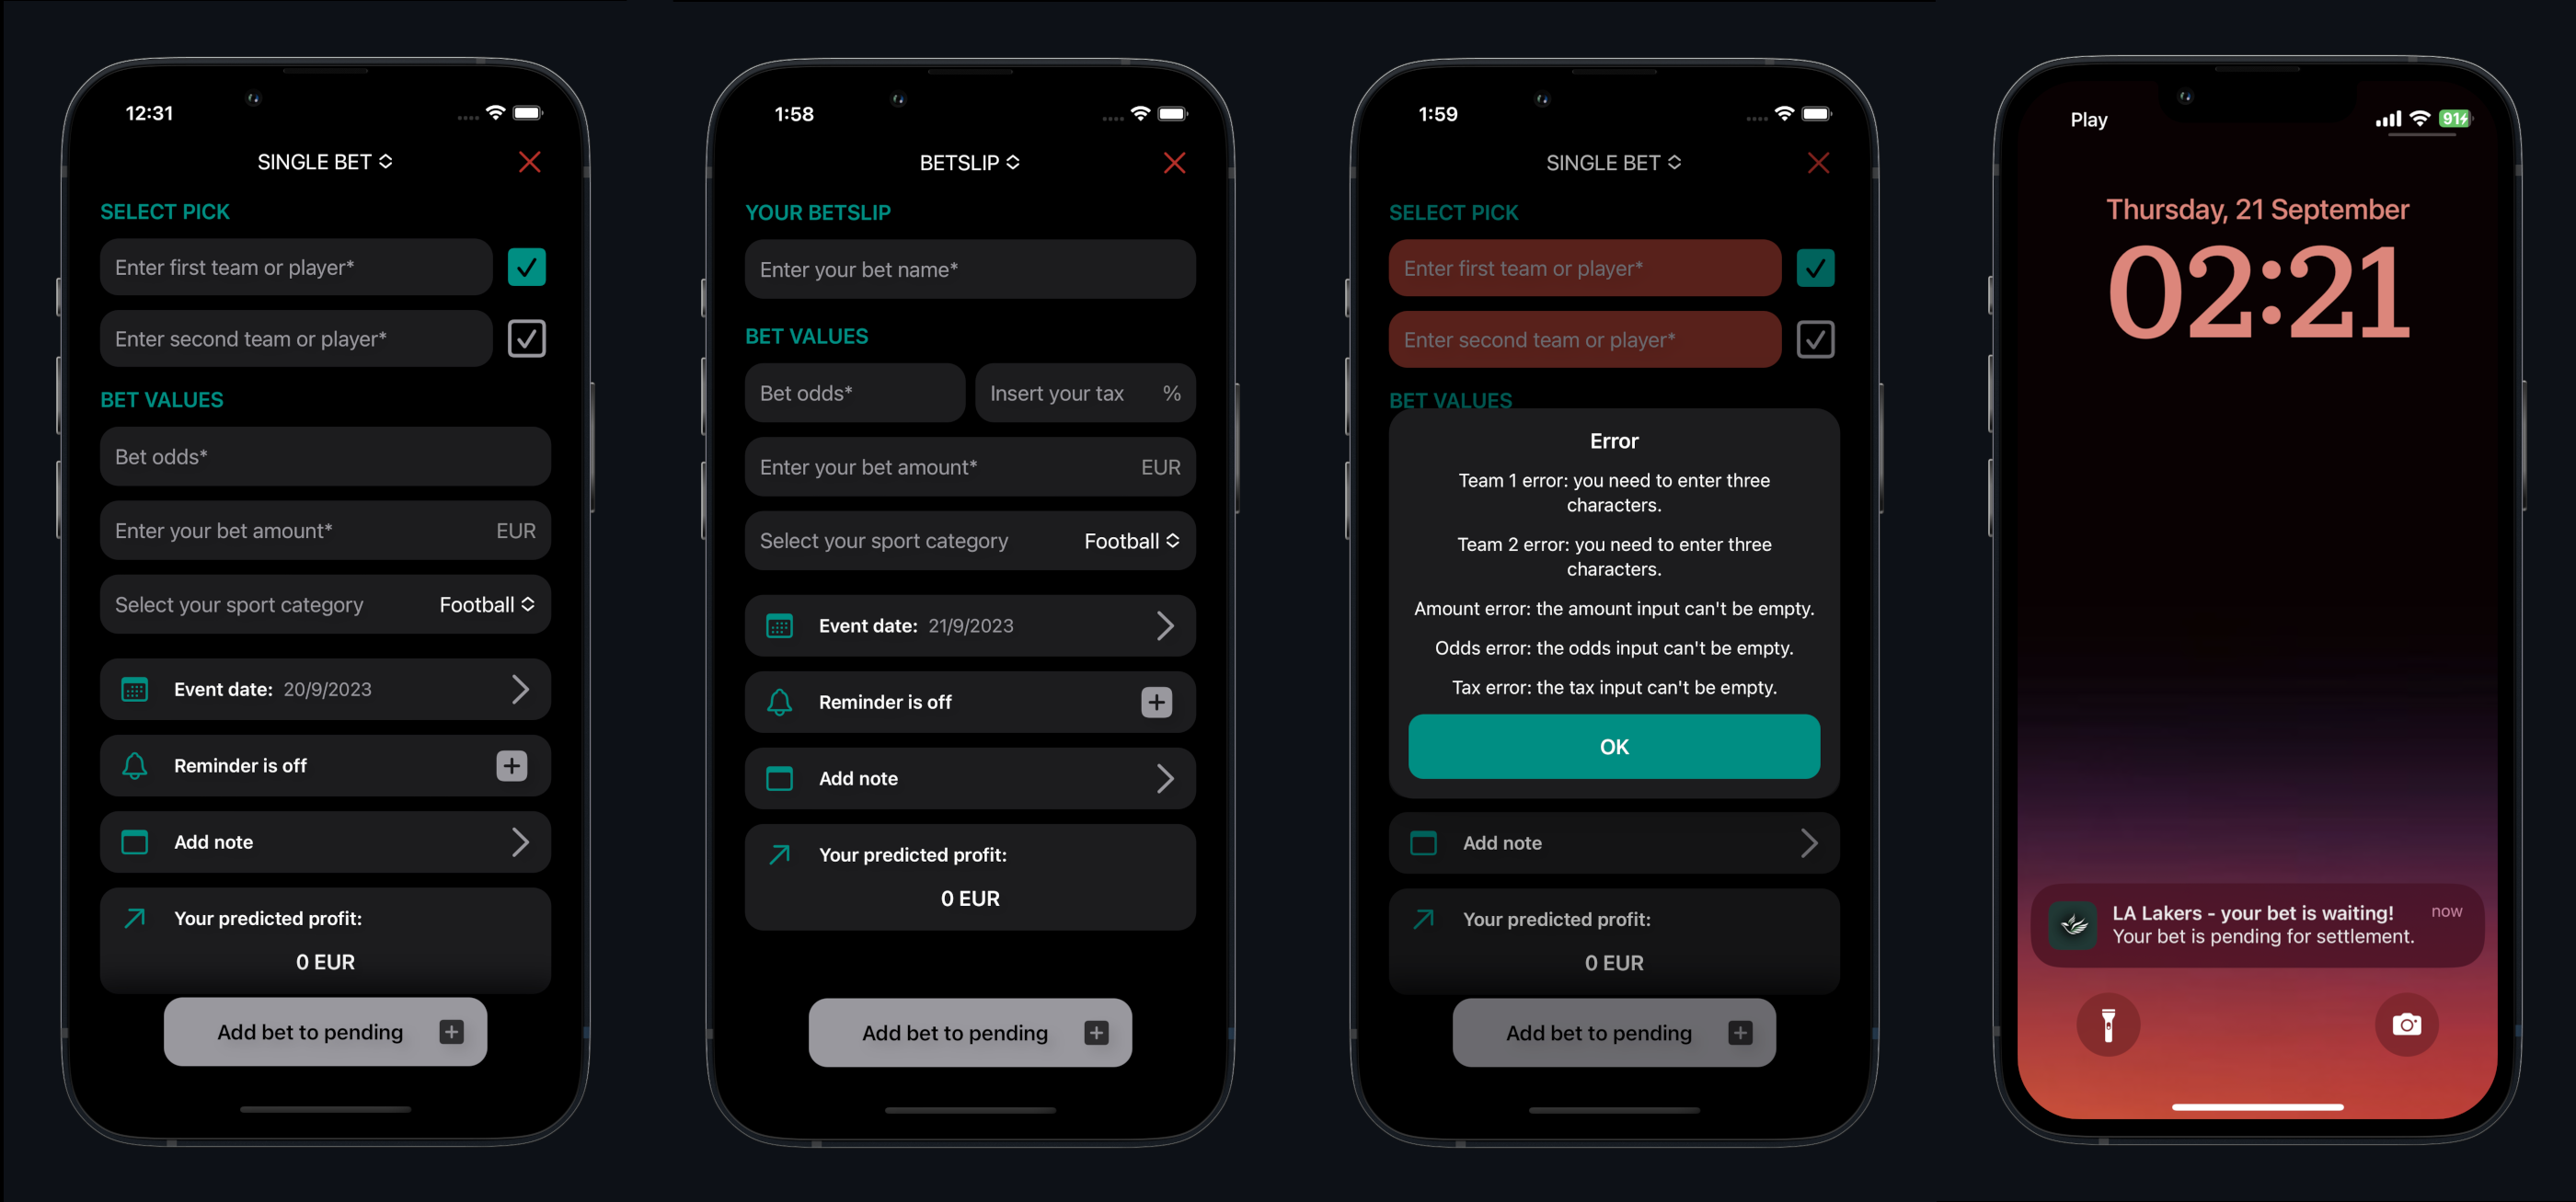 12:31
SINGLE BET
SELECT PICK
Enter first team or player*
Enter second team or player*
BET VALUES
Bet odds*
Enter your bet amount* EUR
Select your sport category Football
Event date: 20/9/2023
Reminder is off
Add note
Your predicted profit:
0 EUR
Add bet to pending
1:58
BETSLIP
YOUR BETSLIP
Enter your bet name*
BET VALUES
Bet odds* Insert your tax %
Enter your bet amount* EUR
Select your sport category Football
Event date: 21/9/2023
Reminder is off
Add note
Your predicted profit:
0 EUR
Add bet to pending
1:59
SINGLE BET
SELECT PICK
Enter first team or player*
Enter second team or player*
BET VALUES
Error
Team 1 error: you need to enter three
characters.
Team 2 error: you need to enter three
characters.
Amount error: the amount input can't be empty.
Odds error: the odds input can't be empty.
Tax error: the tax input can't be empty.
OK
Add note
Your predicted profit:
0 EUR
Add bet to pending
Play 91
Thursday, 21 September
02:21
LA Lakers - your bet is waiting! now
Your bet is pending for settlement.